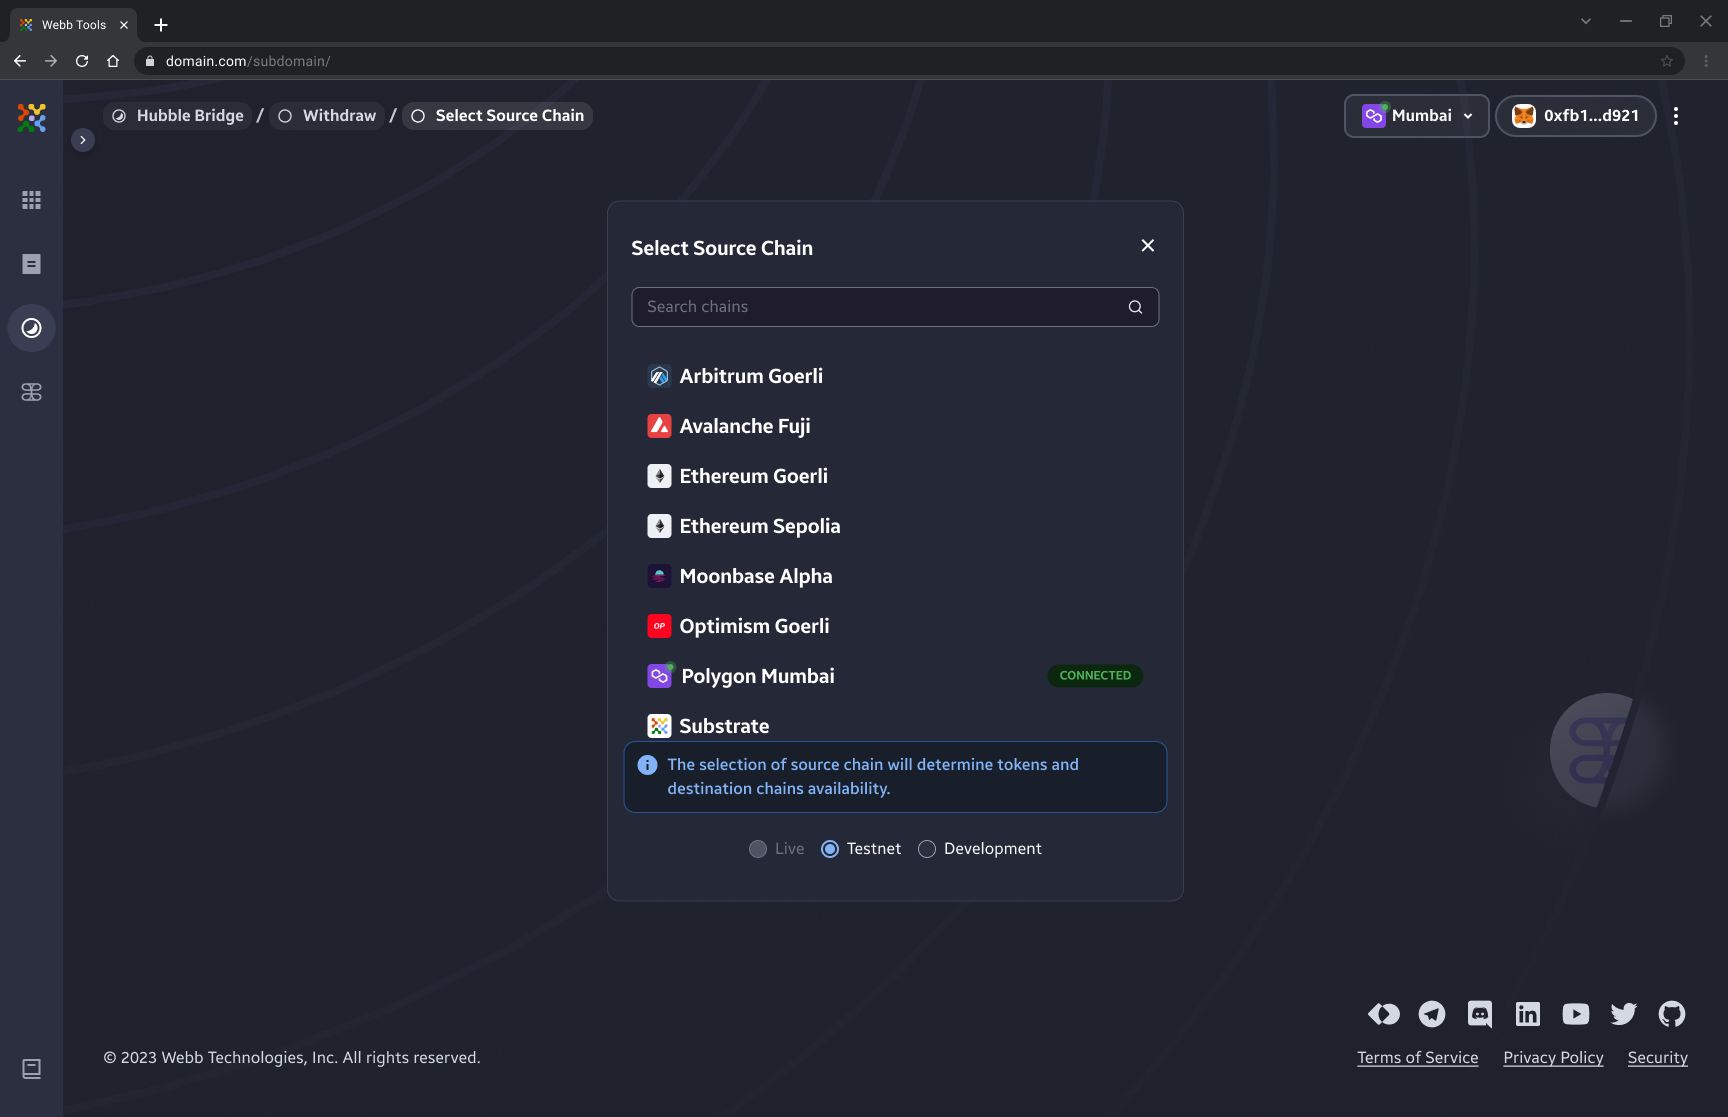 Webb Tools
domain.com/subdomain/
Hubble Bridge / Withdraw / Select Source Chain
Mumbai
0xfb1...d921
Select Source Chain
Search chains
Arbitrum Goerli
Avalanche Fuji
Ethereum Goerli
Ethereum Sepolia
Moonbase Alpha
OP
Optimism Goerli
Polygon Mumbai
CONNECTED
Substrate
The selection of source chain will determine tokens and
destination chains availability.
Live
Testnet
Development
© 2023 Webb Technologies, Inc. All rights reserved.
Terms of Service
Privacy Policy
Security